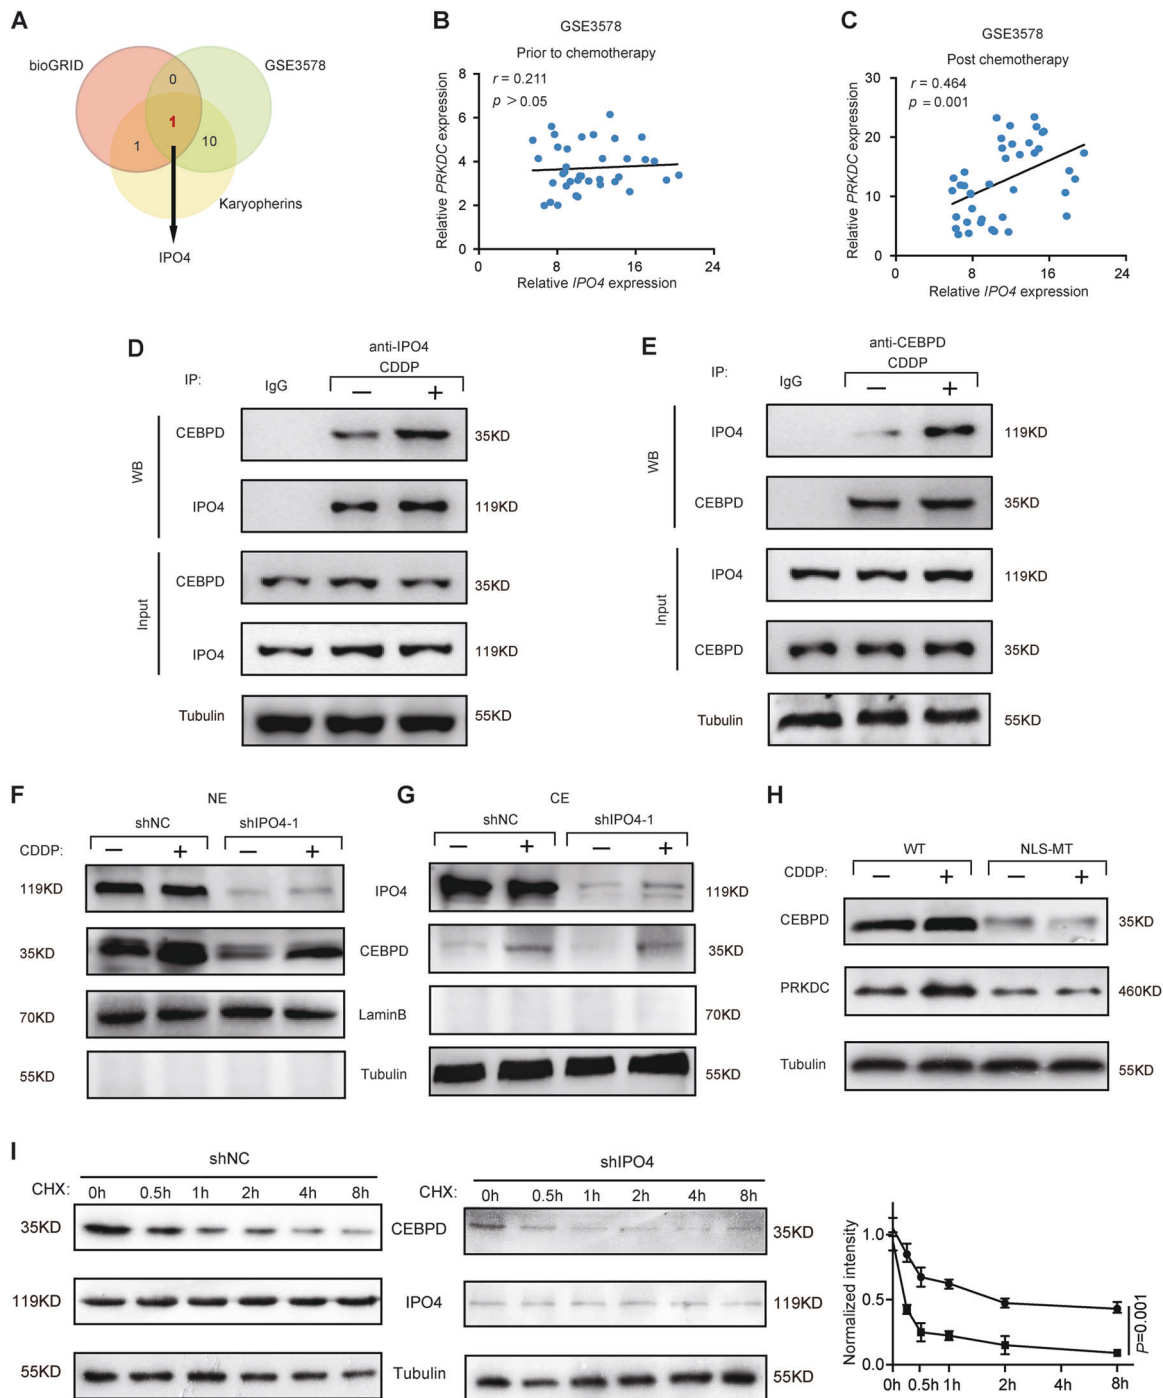 A
bioGRID
GSE3578
0
1
1
10
Karyopherins
IPO4
B
GSE3578
Prior to chemotherapy
r = 0.211
p > 0.05
Relative PRKDC expression
8
6
4
2
0
0
8
16
24
Relative IPO4 expression
C
GSE3578
Post chemotherapy
r = 0.464
p = 0.001
Relative PRKDC expression
30
20
10
0
0
8
16
24
Relative IPO4 expression
D
anti-IPO4
CDDP
IP:
IgG
— +
WB
CEBPD
35KD
IPO4
119KD
Input
CEBPD
35KD
IPO4
119KD
Tubulin
55KD
E
anti-CEBPD
CDDP
IP:
IgG
— +
WB
IPO4
119KD
CEBPD
35KD
Input
IPO4
119KD
CEBPD
35KD
Tubulin
55KD
F
NE
shNC
shIPO4-1
CDDP:
— + — +
119KD
35KD
70KD
55KD
G
CE
shNC
shIPO4-1
— + — +
IPO4
119KD
CEBPD
35KD
LaminB
70KD
Tubulin
55KD
H
WT
NLS-MT
CDDP:
— + — +
CEBPD
35KD
PRKDC
460KD
Tubulin
55KD
I
shNC
CHX: 0h 0.5h 1h 2h 4h 8h
35KD
119KD
55KD
shIPO4
CHX: 0h 0.5h 1h 2h 4h 8h
CEBPD
35KD
IPO4
119KD
Tubulin
55KD
Normalized intensity
1.0
0.5
0.0
0h 0.5h 1h 2h 4h 8h
P=0.001